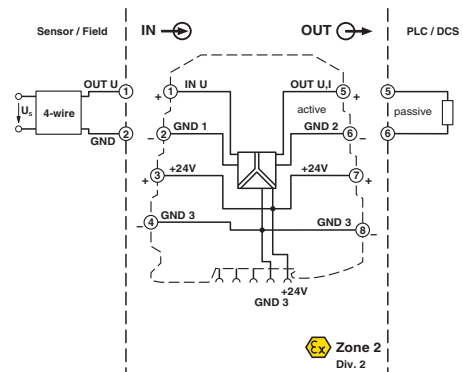 Sensor / Field
IN
OUT
PLC / DCS
OUT U
1
1
IN U
OUT U,I
5
5
+
+
Us
4-wire
active
passive
GND
2
2
GND 1
GND 2
6
6
–
–
3
+24V
+24V
7
+
+
4
GND 3
GND 3
8
–
–
+24V
GND 3
Ex
Zone 2
Div. 2